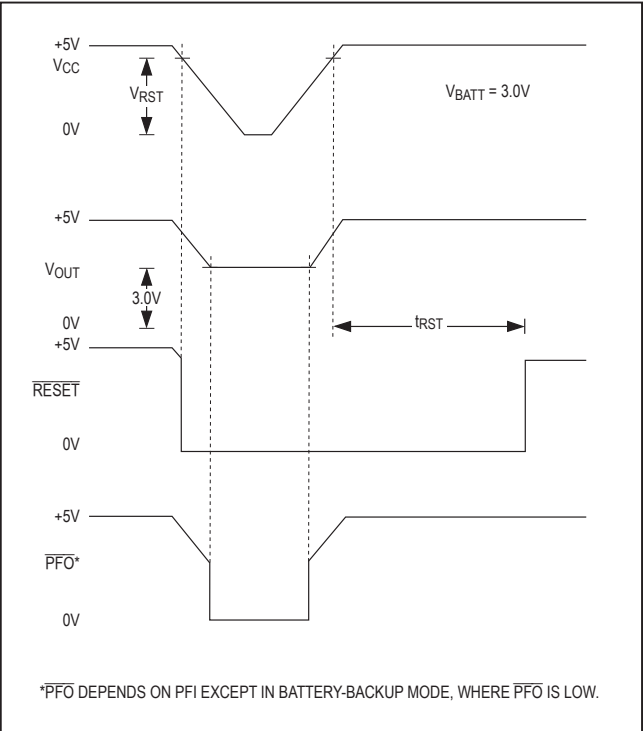 +5V
VCC
VRST
VBATT = 3.0V
0V
+5V
VOUT
3.0V
0V
tRST
+5V
RESET
0V
+5V
PFO*
0V
*PFO DEPENDS ON PFI EXCEPT IN BATTERY-BACKUP MODE, WHERE PFO IS LOW.